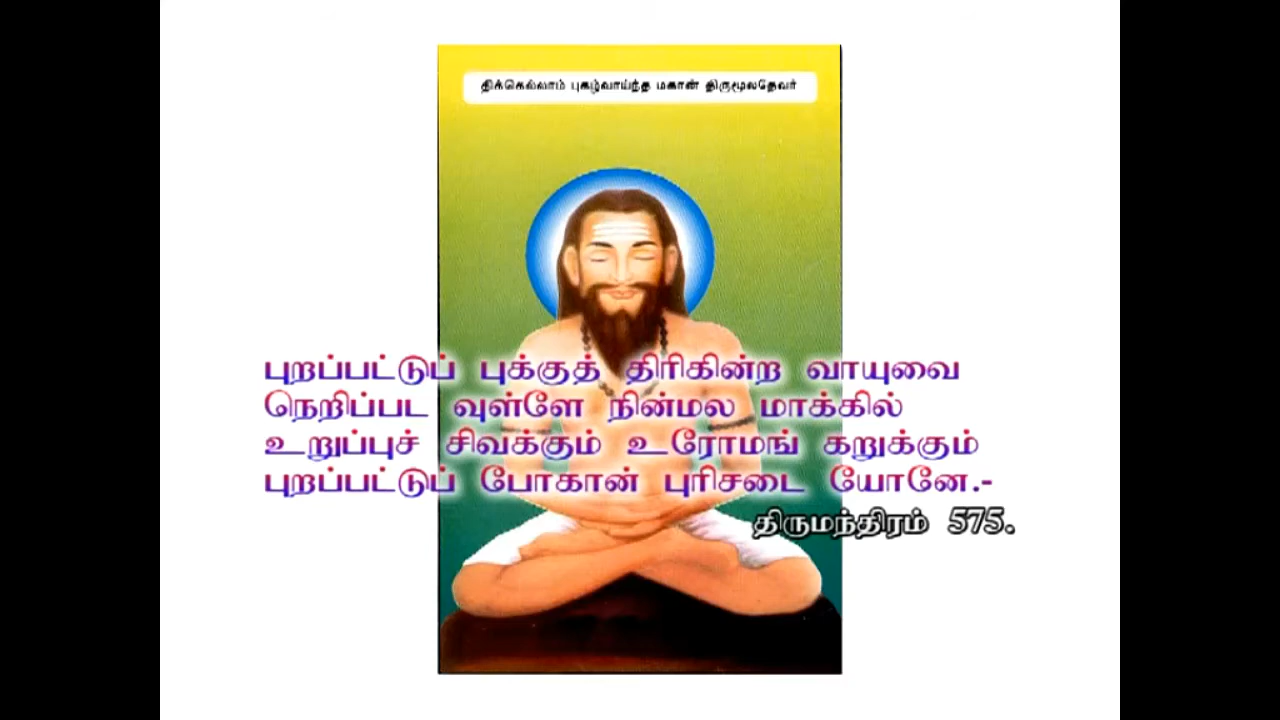 திக்கெல்லாம் புகழ்வாய்ந்த மகான் திருமூலதேவர்
புறப்பட்டுப் புக்குத் திரிகின்ற வாயுவை
நெறிப்பட வுள்ளே நின்மல மாக்கில்
உறுப்புச் சிவக்கும் உரோமங் கறுக்கும்
புறப்பட்டுப் போகான் புரிசடை யோனே.-
திருமந்திரம் 575.